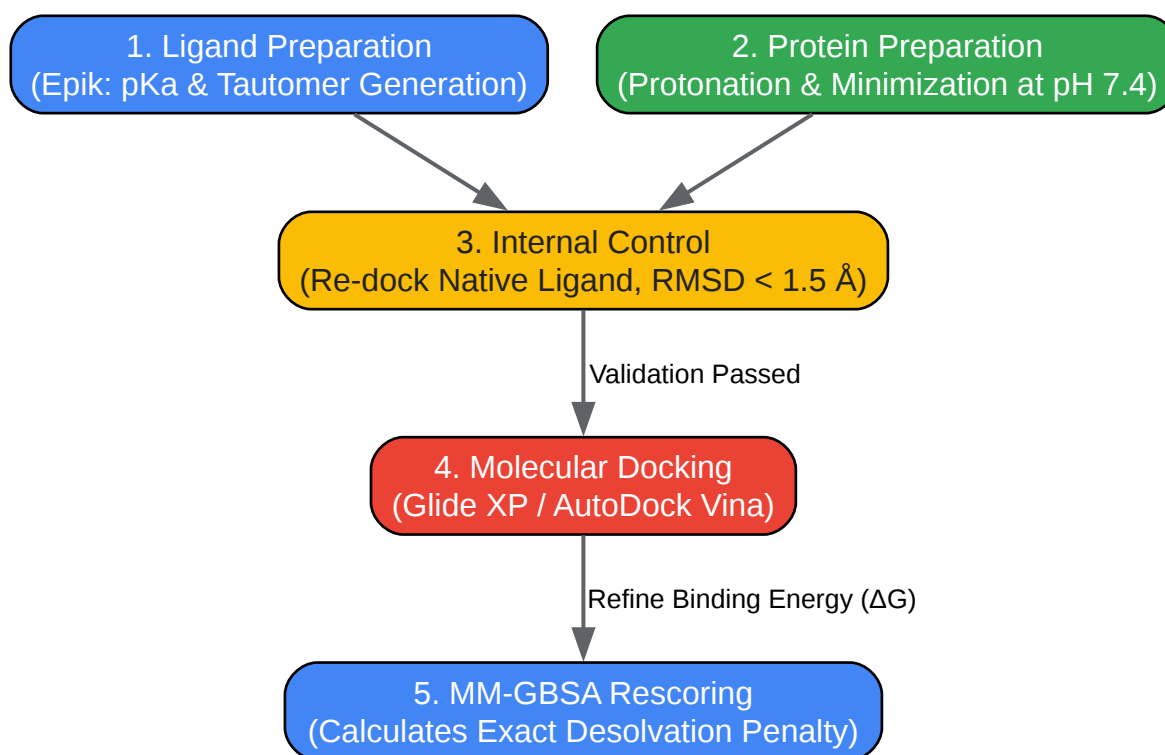 1. Ligand Preparation
(Epik: pKa & Tautomer Generation)
2. Protein Preparation
(Protonation & Minimization at pH 7.4)
3. Internal Control
(Re-dock Native Ligand, RMSD < 1.5 Å)
Validation Passed
4. Molecular Docking
(Glide XP / AutoDock Vina)
Refine Binding Energy (ΔG)
5. MM-GBSA Rescoring
(Calculates Exact Desolvation Penalty)